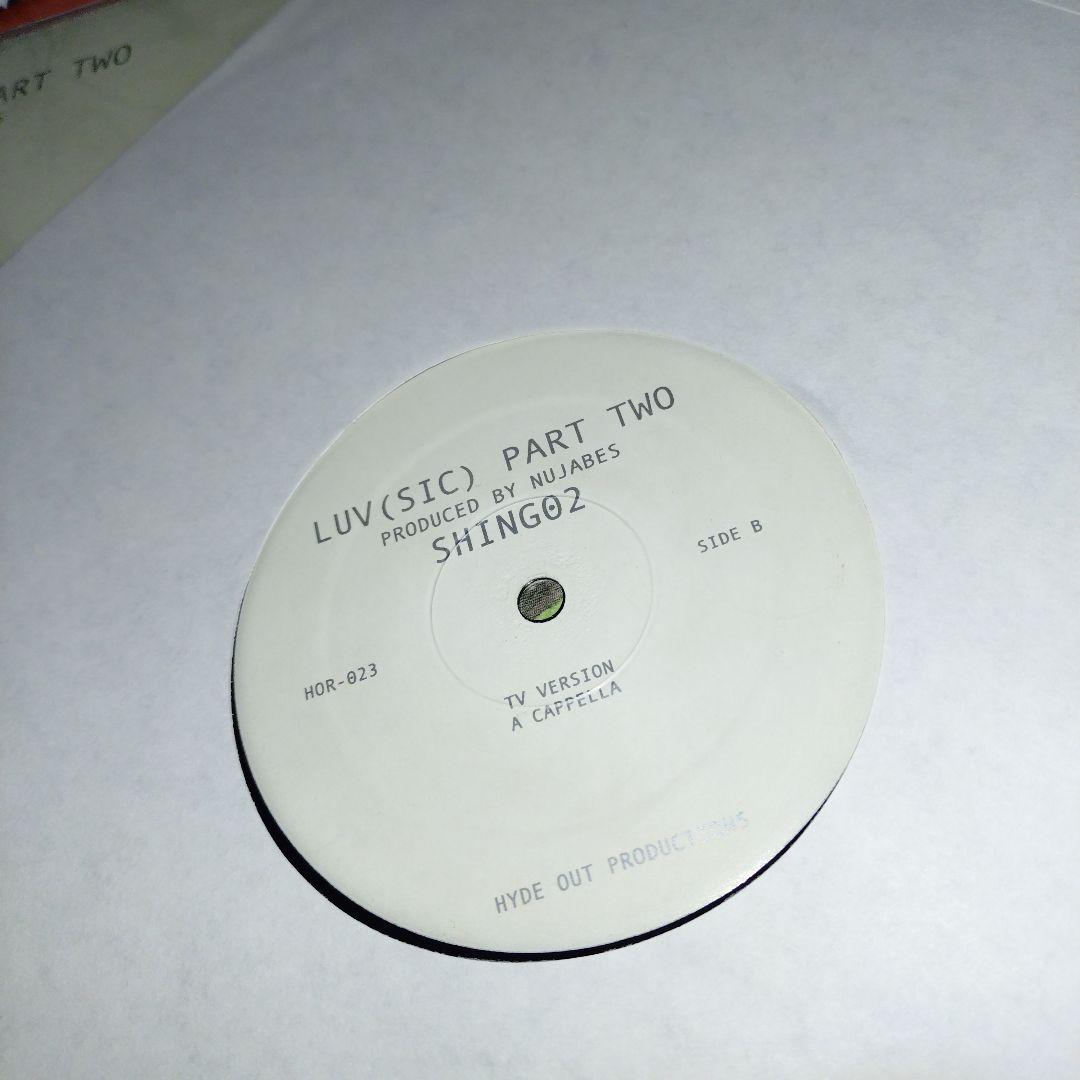 ART TWO
LUV(SIC) PART TWO
PRODUCED BY NUJABES
SHING02
SIDE B
HOR-023
TV VERSION
A CAPPELLA
HYDE OUT PRODUCTIONS